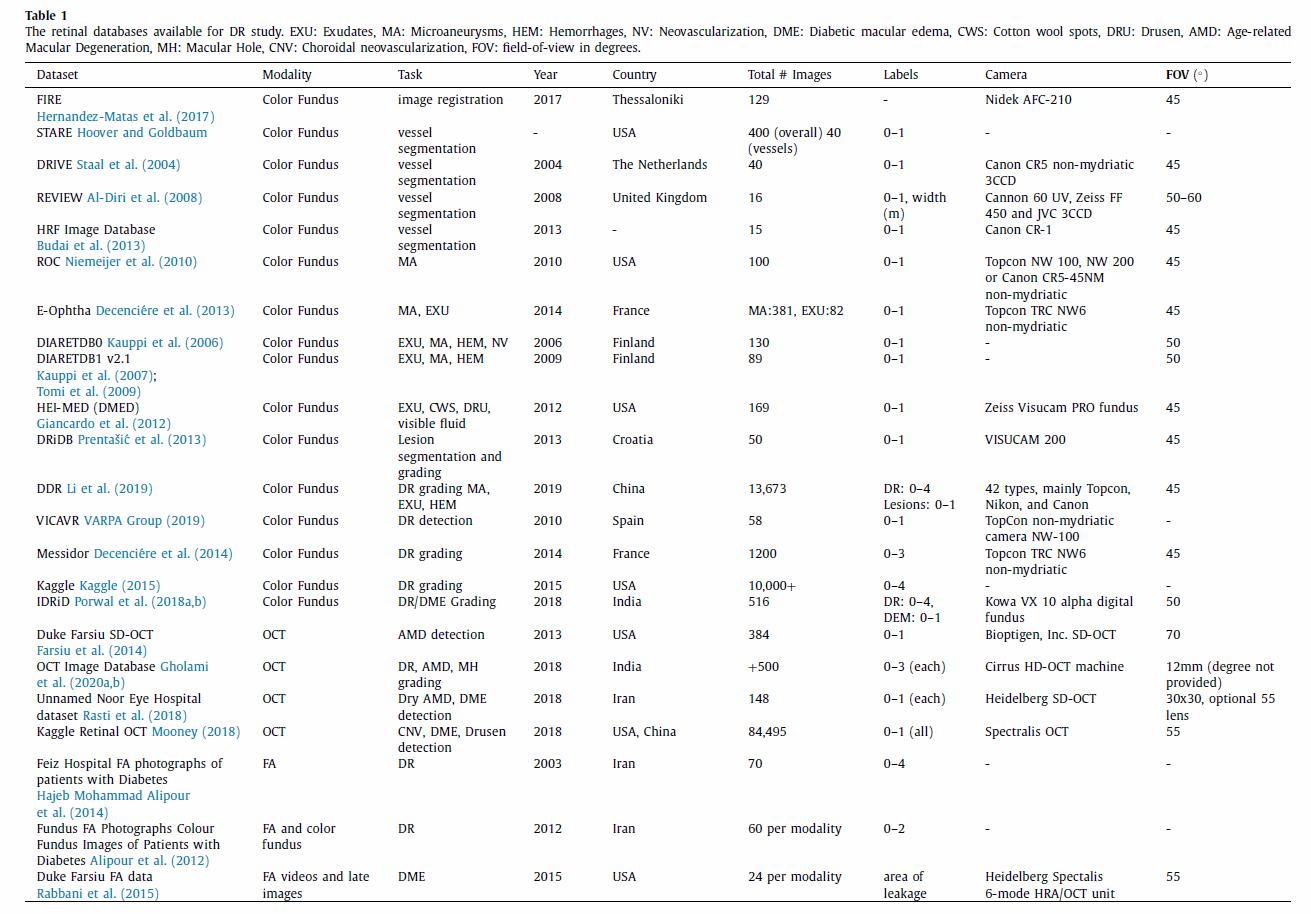 Table 1
The retinal databases available for DR study. EXU: Exudates, MA: Microaneurysms, HEM: Hemorrhages, NV: Neovascularization, DME: Diabetic macular edema, CWS: Cotton wool spots, DRU: Drusen, AMD: Age-related
Macular Degeneration, MH: Macular Hole, CNV: Choroidal neovascularization, FOV: field-of-view in degrees.
Dataset Modality Task Year Country Total # Images Labels Camera FOV (°)
FIRE Color Fundus image registration 2017 Thessaloniki 129 - Nidek AFC-210 45
Hernandez-Matas et al. (2017)
STARE Hoover and Goldbaum Color Fundus vessel - USA 400 (overall) 40 0–1 - -
segmentation (vessels)
DRIVE Staal et al. (2004) Color Fundus vessel 2004 The Netherlands 40 0–1 Canon CR5 non-mydriatic 45
segmentation 3CCD
REVIEW Al-Diri et al. (2008) Color Fundus vessel 2008 United Kingdom 16 0–1, width Cannon 60 UV, Zeiss FF 50–60
segmentation (m) 450 and JVC 3CCD
HRF Image Database Color Fundus vessel 2013 - 15 0–1 Canon CR-1 45
Budai et al. (2013) segmentation
ROC Niemeijer et al. (2010) Color Fundus MA 2010 USA 100 0–1 Topcon NW 100, NW 200 45
or Canon CR5-45NM
non-mydriatic
E-Ophtha Decenciére et al. (2013) Color Fundus MA, EXU 2014 France MA:381, EXU:82 0–1 Topcon TRC NW6 45
non-mydriatic
DIARETDB0 Kauppi et al. (2006) Color Fundus EXU, MA, HEM, NV 2006 Finland 130 0–1 - 50
DIARETDB1 v2.1 Color Fundus EXU, MA, HEM 2009 Finland 89 0–1 - 50
Kauppi et al. (2007);
Tomi et al. (2009)
HEI-MED (DMED) Color Fundus EXU, CWS, DRU, 2012 USA 169 0–1 Zeiss Visucam PRO fundus 45
Giancardo et al. (2012) visible fluid
DRiDB Prentašić et al. (2013) Color Fundus Lesion 2013 Croatia 50 0–1 VISUCAM 200 45
segmentation and
grading
DDR Li et al. (2019) Color Fundus DR grading MA, 2019 China 13,673 DR: 0–4 42 types, mainly Topcon, 45
EXU, HEM Lesions: 0–1 Nikon, and Canon
VICAVR VARPA Group (2019) Color Fundus DR detection 2010 Spain 58 0–1 TopCon non-mydriatic -
camera NW-100
Messidor Decenciére et al. (2014) Color Fundus DR grading 2014 France 1200 0–3 Topcon TRC NW6 45
non-mydriatic
Kaggle Kaggle (2015) Color Fundus DR grading 2015 USA 10,000+ 0–4 - -
IDRiD Porwal et al. (2018a,b) Color Fundus DR/DME Grading 2018 India 516 DR: 0–4, Kowa VX 10 alpha digital 50
DEM: 0–1 fundus
Duke Farsiu SD-OCT OCT AMD detection 2013 USA 384 0–1 Bioptigen, Inc. SD-OCT 70
Farsiu et al. (2014)
OCT Image Database Gholami OCT DR, AMD, MH 2018 India +500 0–3 (each) Cirrus HD-OCT machine 12mm (degree not
et al. (2020a,b) grading provided)
Unnamed Noor Eye Hospital OCT Dry AMD, DME 2018 Iran 148 0–1 (each) Heidelberg SD-OCT 30x30, optional 55
dataset Rasti et al. (2018) detection lens
Kaggle Retinal OCT Mooney (2018) OCT CNV, DME, Drusen 2018 USA, China 84,495 0–1 (all) Spectralis OCT 55
detection
Feiz Hospital FA photographs of FA DR 2003 Iran 70 0–4 - -
patients with Diabetes
Hajeb Mohammad Alipour
et al. (2014)
Fundus FA Photographs Colour FA and color DR 2012 Iran 60 per modality 0–2 - -
Fundus Images of Patients with fundus
Diabetes Alipour et al. (2012)
Duke Farsiu FA data FA videos and late DME 2015 USA 24 per modality area of Heidelberg Spectalis 55
Rabbani et al. (2015) images leakage 6-mode HRA/OCT unit